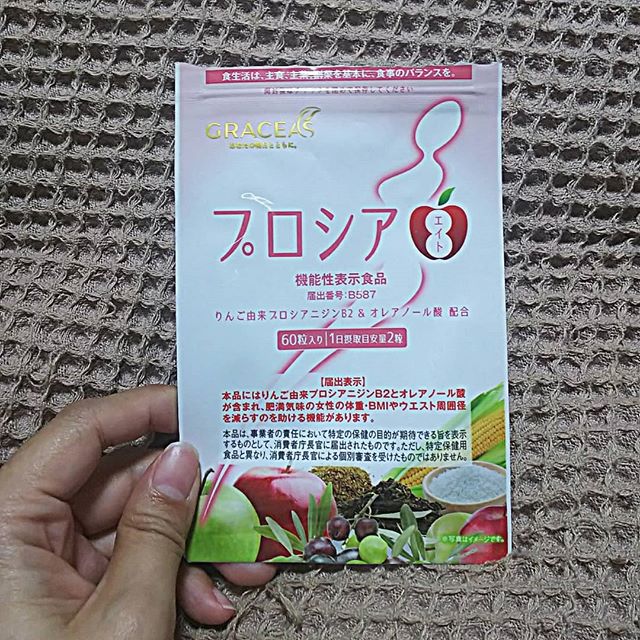 食生活は、主食、主菜、副菜を基本に、食事のバランスを。
GRACEAS
プロシア
エイト
機能性表示食品
届出番号:B587
りんご由来プロシアニジンB2 & オレアノール酸 配合
60粒入り 1日摂取目安量2粒
【届出表示】
本品にはりんご由来プロシアニジンB2とオレアノール酸
が含まれ、肥満気味の女性の体重・BMIやウエスト周囲径
を減らすのを助ける機能があります。
本品は、事業者の責任において特定の保健の目的が期待できる旨を表示
するものとして、消費者庁長官に届出されたものです。ただし、特定保健用
食品と異なり、消費者庁長官による個別審査を受けたものではありません。
※写真はイメージです。